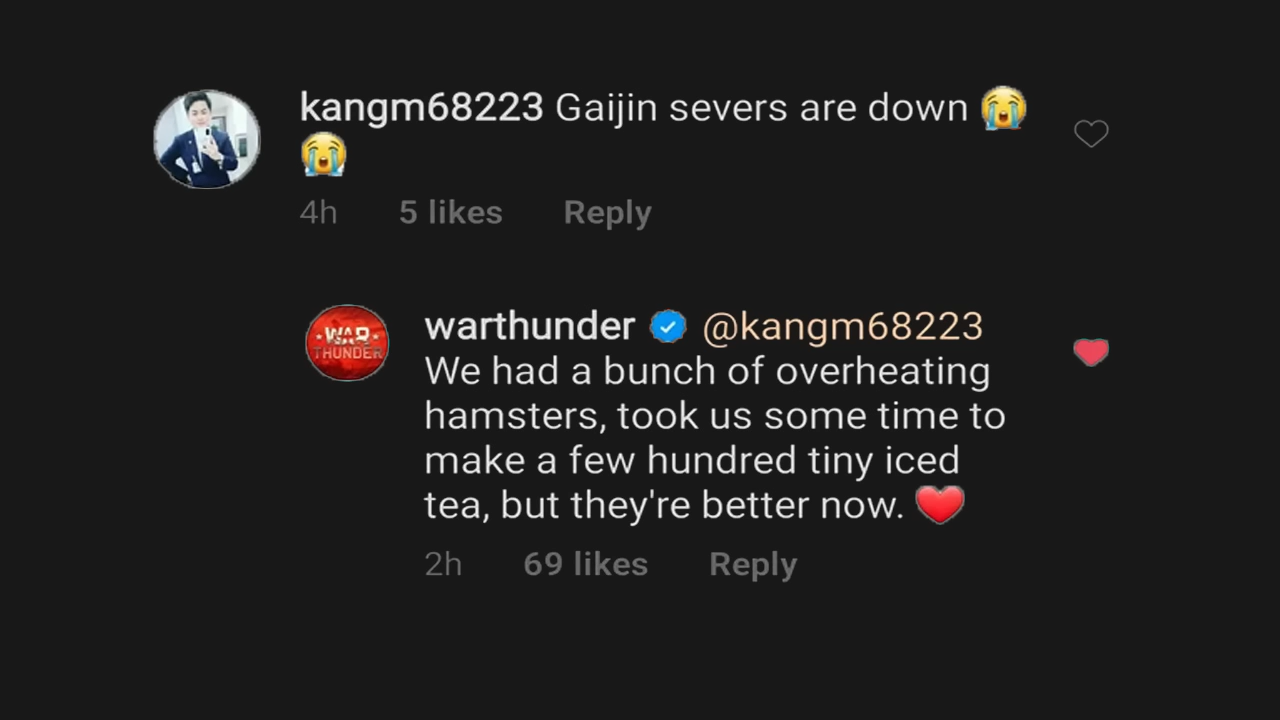 kangm68223 Gaijin severs are down 😭
😭
4h 5 likes Reply
WAR
THUNDER
warthunder @kangm68223
We had a bunch of overheating
hamsters, took us some time to
make a few hundred tiny iced
tea, but they're better now. ❤️
2h 69 likes Reply